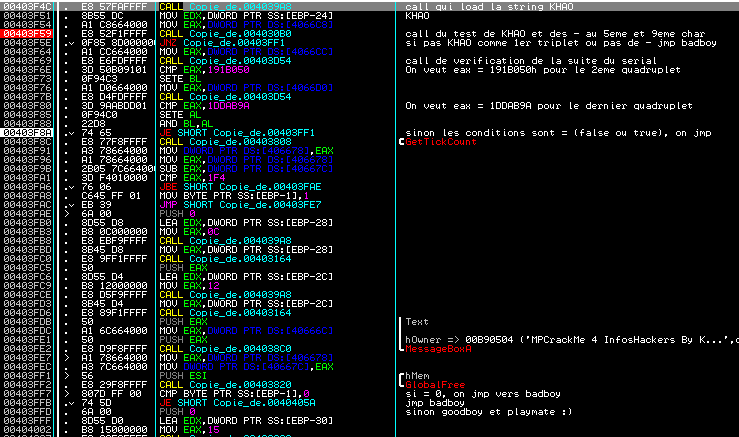 00403F4C . E8 57FAFFFF CALL Copie_de.004039A8 call qui load la string KHAO
00403F51 . 8B55 DC MOV EDX,DWORD PTR SS:[EBP-24] KHAO
00403F54 . A1 C8664000 MOV EAX,DWORD PTR DS:[4066C8]
00403F59 . E8 52F1FFFF CALL Copie_de.004030B0 call du test de KHAO et des - au 5eme et 9eme char
00403F5E .v 0F85 8D000000 JNZ Copie_de.00403FF1 si pas KHAO comme 1er triplet ou pas de - jmp badboy
00403F64 . A1 CC664000 MOV EAX,DWORD PTR DS:[4066CC]
00403F69 . E8 E6FDFFFF CALL Copie_de.00403D54 call de verification de la suite du serial
00403F6E . 3D 50B09101 CMP EAX,191B050 On veut eax = 191B050h pour le 2eme quadruplet
00403F73 . 0F94C3 SETE BL
00403F76 . A1 D0664000 MOV EAX,DWORD PTR DS:[4066D0]
00403F7B . E8 D4FDFFFF CALL Copie_de.00403D54
00403F80 . 3D 9AABDD01 CMP EAX,1DDAB9A On veut eax = 1DDAB9A pour le dernier quadruplet
00403F85 . 0F94C0 SETE AL
00403F88 . 22D8 AND BL,AL
00403F8A .v 74 65 JE SHORT Copie_de.00403FF1 sinon les conditions sont = (false ou true), on jmp
00403F8C . E8 77F8FFFF CALL Copie_de.00403808 GetTickCount
00403F91 . A3 78664000 MOV DWORD PTR DS:[406678],EAX
00403F96 . A1 78664000 MOV EAX,DWORD PTR DS:[406678]
00403F9B . 2B05 7C664000 SUB EAX,DWORD PTR DS:[40667C]
00403FA1 . 3D F4010000 CMP EAX,1F4
00403FA6 .v 76 06 JBE SHORT Copie_de.00403FAE
00403FA8 . C645 FF 01 MOV BYTE PTR SS:[EBP-1],1
00403FAC .v EB 39 JMP SHORT Copie_de.00403FE7
00403FAE > 6A 00 PUSH 0
00403FB0 . 8D55 D8 LEA EDX,DWORD PTR SS:[EBP-28]
00403FB3 . B8 0C000000 MOV EAX,0C
00403FB8 . E8 EBF9FFFF CALL Copie_de.004039A8
00403FBD . 8B45 D8 MOV EAX,DWORD PTR SS:[EBP-28]
00403FC0 . E8 9FF1FFFF CALL Copie_de.00403164
00403FC5 . 50 PUSH EAX
00403FC6 . 8D55 D4 LEA EDX,DWORD PTR SS:[EBP-2C]
00403FC9 . B8 12000000 MOV EAX,12
00403FCE . E8 D5F9FFFF CALL Copie_de.004039A8
00403FD3 . 8B45 D4 MOV EAX,DWORD PTR SS:[EBP-2C]
00403FD6 . E8 89F1FFFF CALL Copie_de.00403164
00403FDB . 50 PUSH EAX Text
00403FDC . A1 6C664000 MOV EAX,DWORD PTR DS:[40666C]
00403FE1 . 50 PUSH EAX hOwner => 00B90504 ('MPCrackMe 4 InfosHackers By K...',c
00403FE2 . E8 D9F8FFFF CALL Copie_de.004038C0 MessageBoxA
00403FE7 > A1 78664000 MOV EAX,DWORD PTR DS:[406678]
00403FEC . A3 7C664000 MOV DWORD PTR DS:[40667C],EAX
00403FF1 > 56 PUSH ESI hMem
00403FF2 . E8 29F8FFFF CALL Copie_de.00403820 GlobalFree
00403FF7 . 807D FF 00 CMP BYTE PTR SS:[EBP-1],0 si = 0, on jmp vers badboy
00403FFB .v 74 5D JE SHORT Copie_de.0040405A jmp badboy
00403FFD . 6A 00 PUSH 0 sinon goodboy et playmate :)
00403FFF . 8D55 D0 LEA EDX,DWORD PTR SS:[EBP-30]
00404002 . B8 15000000 MOV EAX,15